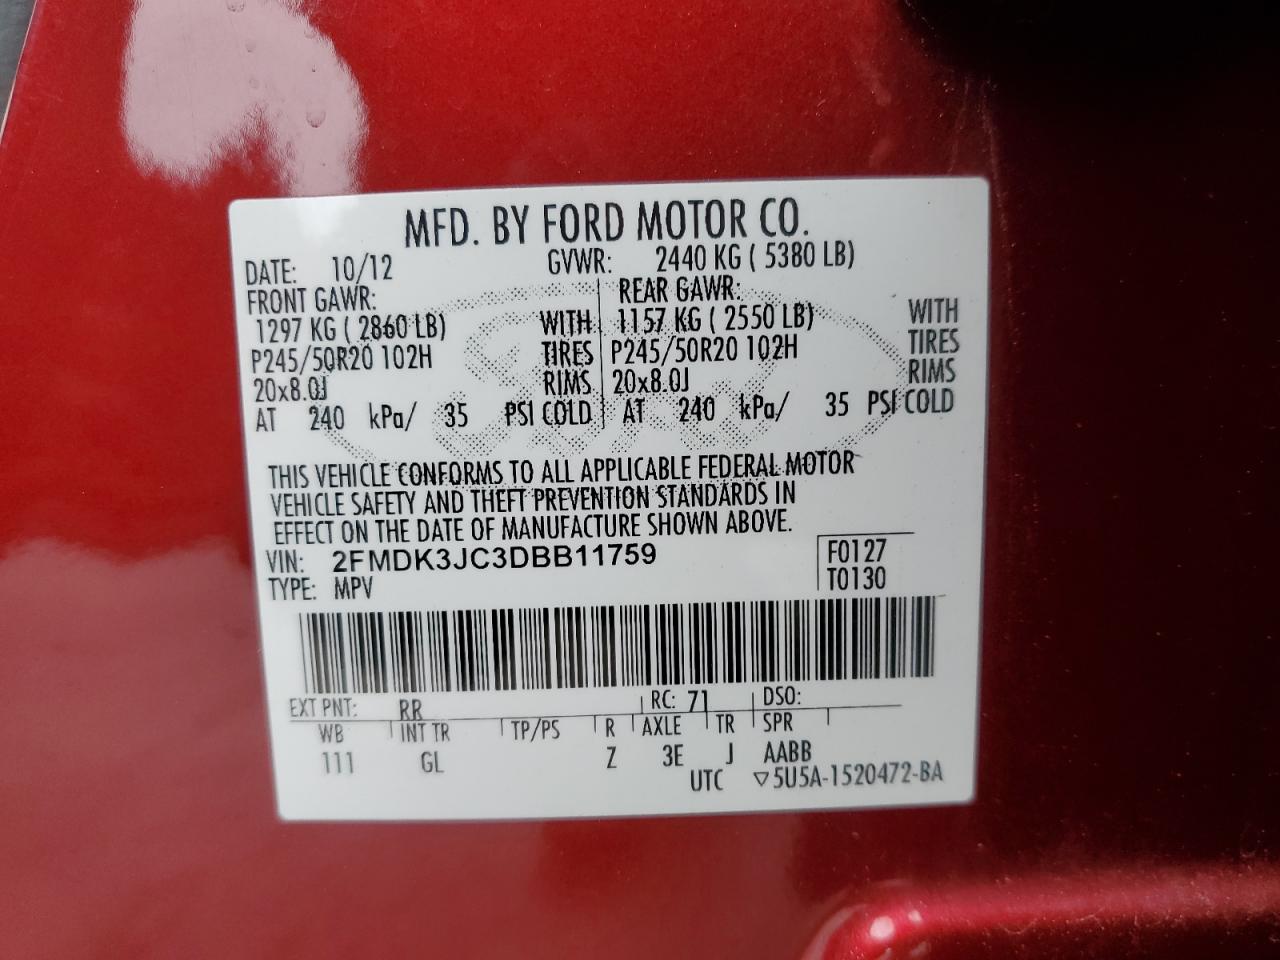 MFD. BY FORD MOTOR CO.
DATE: 10/12 GVWR: 2440 KG ( 5380 LB)
FRONT GAWR: REAR GAWR:
1297 KG ( 2860 LB) WITH 1157 KG ( 2550 LB) WITH
P245/50R20 102H TIRES P245/50R20 102H TIRES
20x8.0J RIMS 20x8.0J RIMS
AT 240 kPa/ 35 PSI COLD AT 240 kPa/ 35 PSI COLD
THIS VEHICLE CONFORMS TO ALL APPLICABLE FEDERAL MOTOR
VEHICLE SAFETY AND THEFT PREVENTION STANDARDS IN
EFFECT ON THE DATE OF MANUFACTURE SHOWN ABOVE.
VIN: 2FMDK3JC3DBB11759 F0127
TYPE: MPV T0130
EXT PNT: RR RC: 71 DSO:
WB INT TR TP/PS R AXLE TR SPR
111 GL Z 3E J AABB
UTC ▽5U5A-1520472-BA